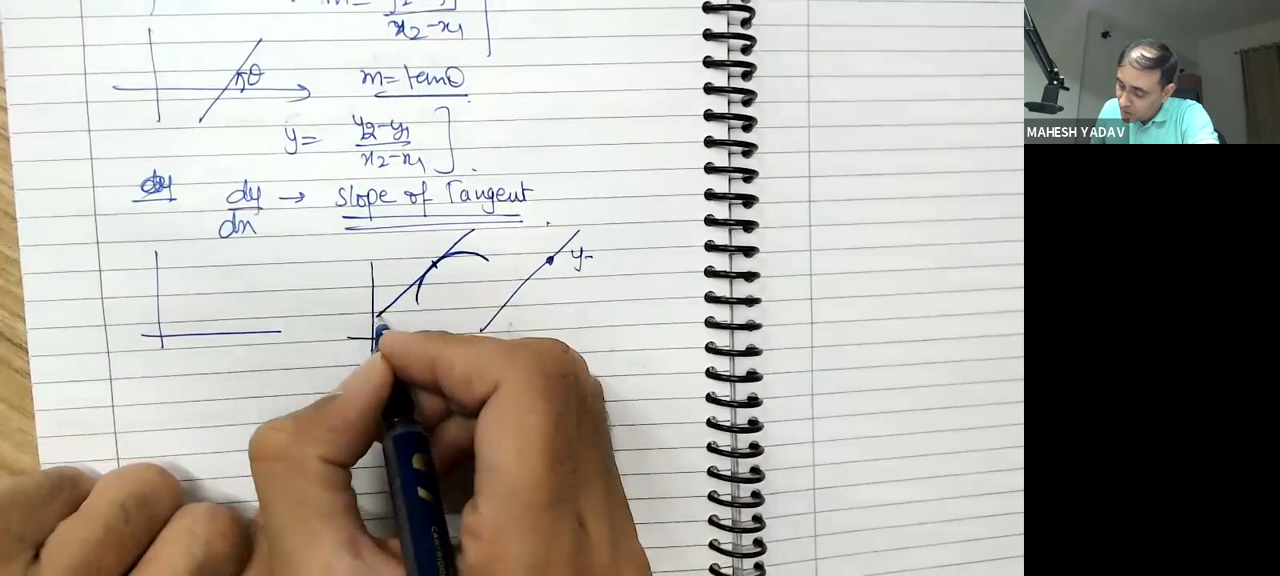 x₂-x₁
θ
m = tanθ
y = y₂-y₁
x₂-x₁
dy → Slope of Tangent
dx
y-
MAHESH YADAV